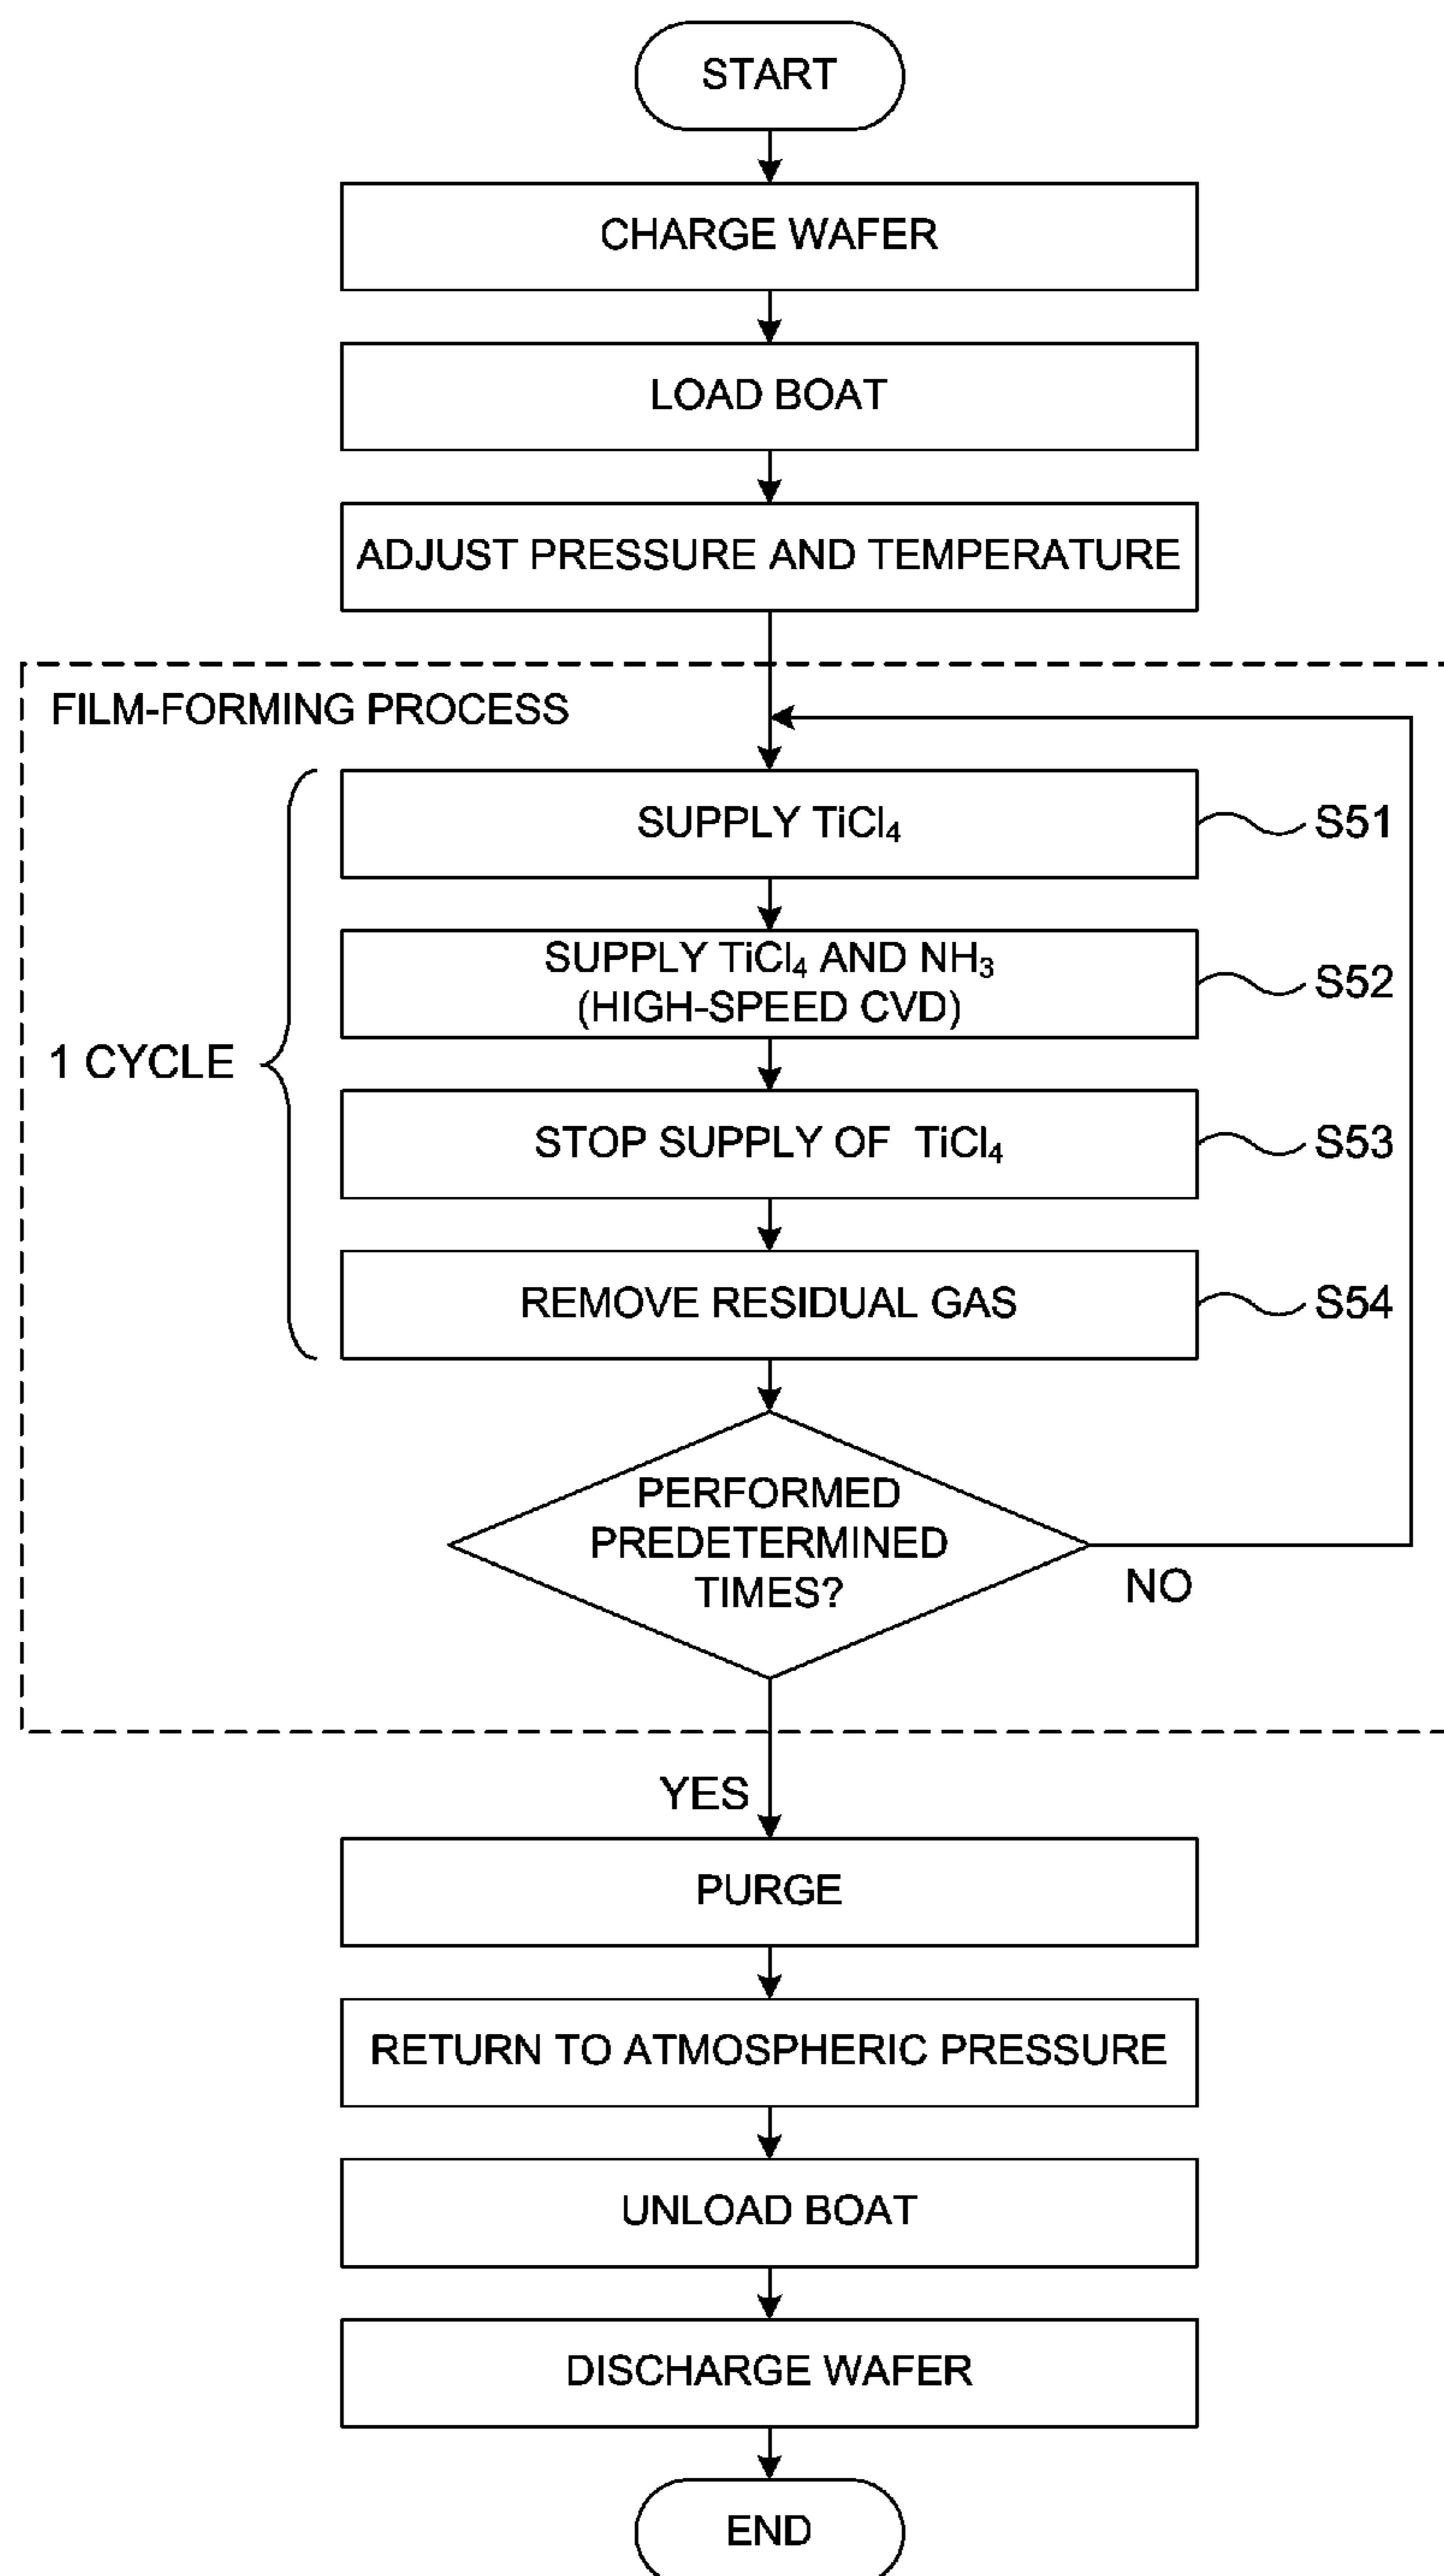 START
CHARGE WAFER
LOAD BOAT
ADJUST PRESSURE AND TEMPERATURE
FILM-FORMING PROCESS
SUPPLY TiCl₄
S51
SUPPLY TiCl₄ AND NH₃
(HIGH-SPEED CVD)
S52
1 CYCLE
STOP SUPPLY OF TiCl₄
S53
REMOVE RESIDUAL GAS
S54
PERFORMED
PREDETERMINED
TIMES?
NO
YES
PURGE
RETURN TO ATMOSPHERIC PRESSURE
UNLOAD BOAT
DISCHARGE WAFER
END